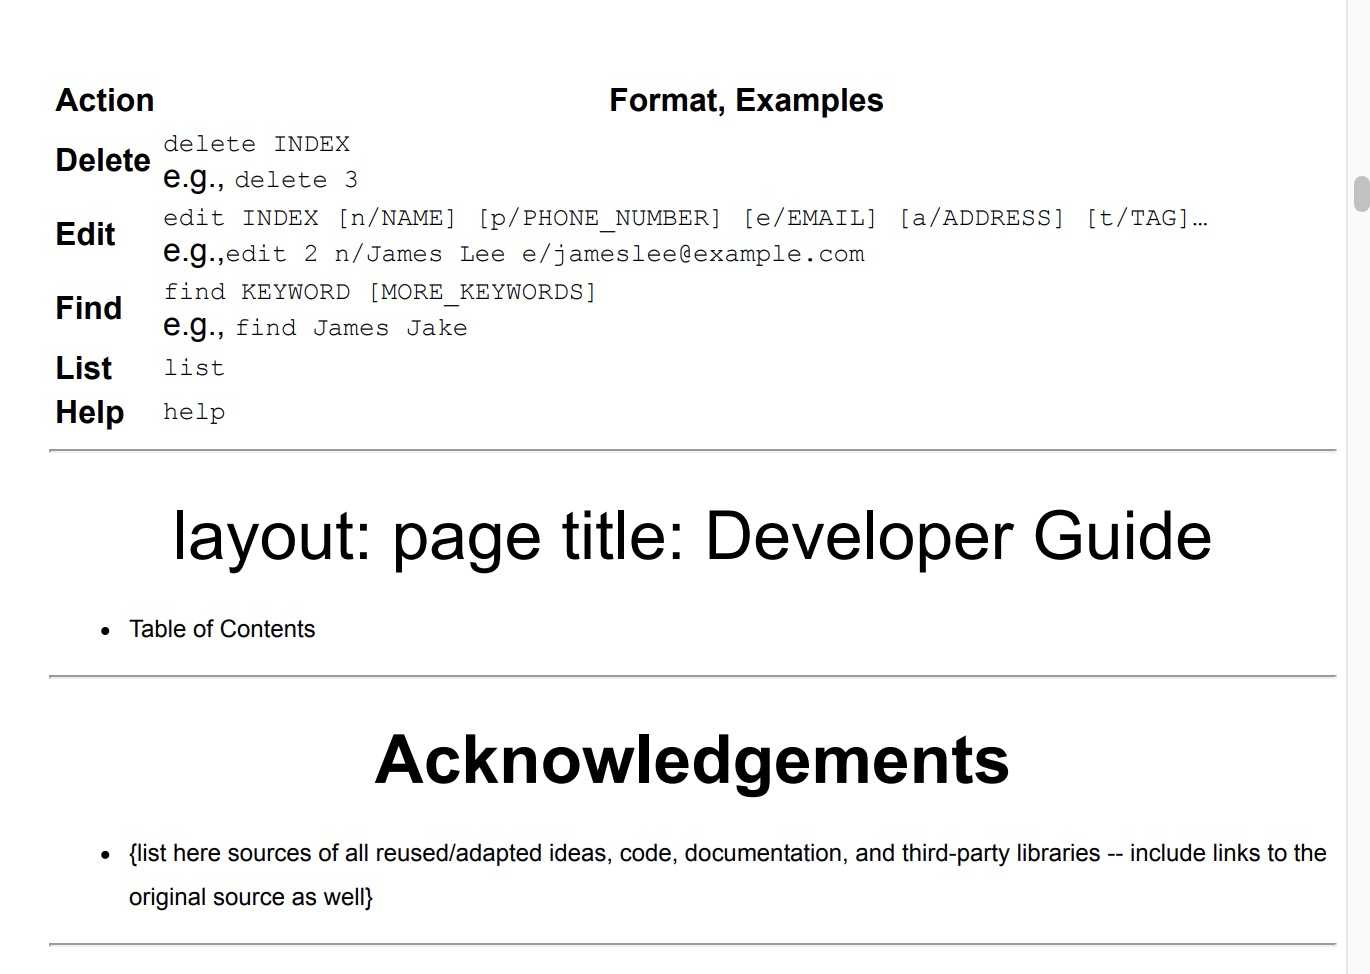 Action Format, Examples
Delete delete INDEX
e.g., delete 3
Edit edit INDEX [n/NAME] [p/PHONE_NUMBER] [e/EMAIL] [a/ADDRESS] [t/TAG]…
e.g.,edit 2 n/James Lee e/jameslee@example.com
Find find KEYWORD [MORE_KEYWORDS]
e.g., find James Jake
List list
Help help
layout: page title: Developer Guide
• Table of Contents
Acknowledgements
• {list here sources of all reused/adapted ideas, code, documentation, and third-party libraries -- include links to the
original source as well}